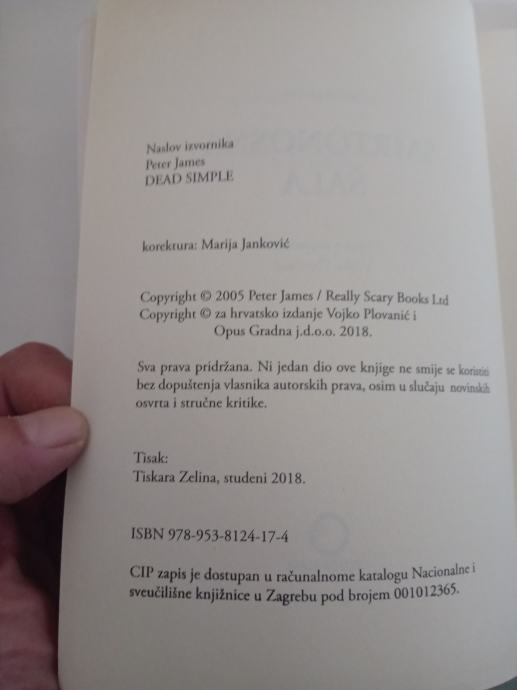 Naslov izvornika
Peter James
DEAD SIMPLE
korektura: Marija Janković
Copyright © 2005 Peter James / Really Scary Books Ltd
Copyright © za hrvatsko izdanje Vojko Plovanić i
Opus Gradna j.d.o.o. 2018.
Sva prava pridržana. Ni jedan dio ove knjige ne smije se koristiti
bez dopuštenja vlasnika autorskih prava, osim u slučaju novinskih
osvrta i stručne kritike.
Tisak:
Tiskara Zelina, studeni 2018.
ISBN 978-953-8124-17-4
CIP zapis je dostupan u računalnome katalogu Nacionalne i
sveučilišne knjižnice u Zagrebu pod brojem 001012365.